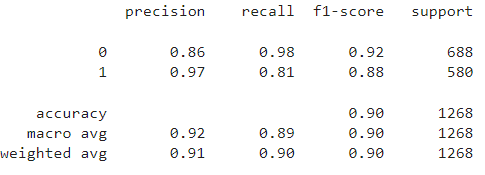 precision recall f1-score support
0 0.86 0.98 0.92 688
1 0.97 0.81 0.88 580
accuracy 0.90 1268
macro avg 0.92 0.89 0.90 1268
weighted avg 0.91 0.90 0.90 1268